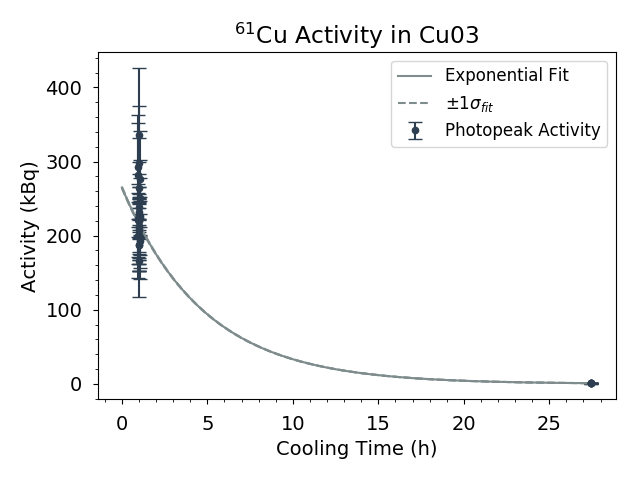 ⁶¹Cu Activity in Cu03
Exponential Fit
±1σ_fit
Photopeak Activity
Activity (kBq)
400
300
200
100
0
0 5 10 15 20 25
Cooling Time (h)